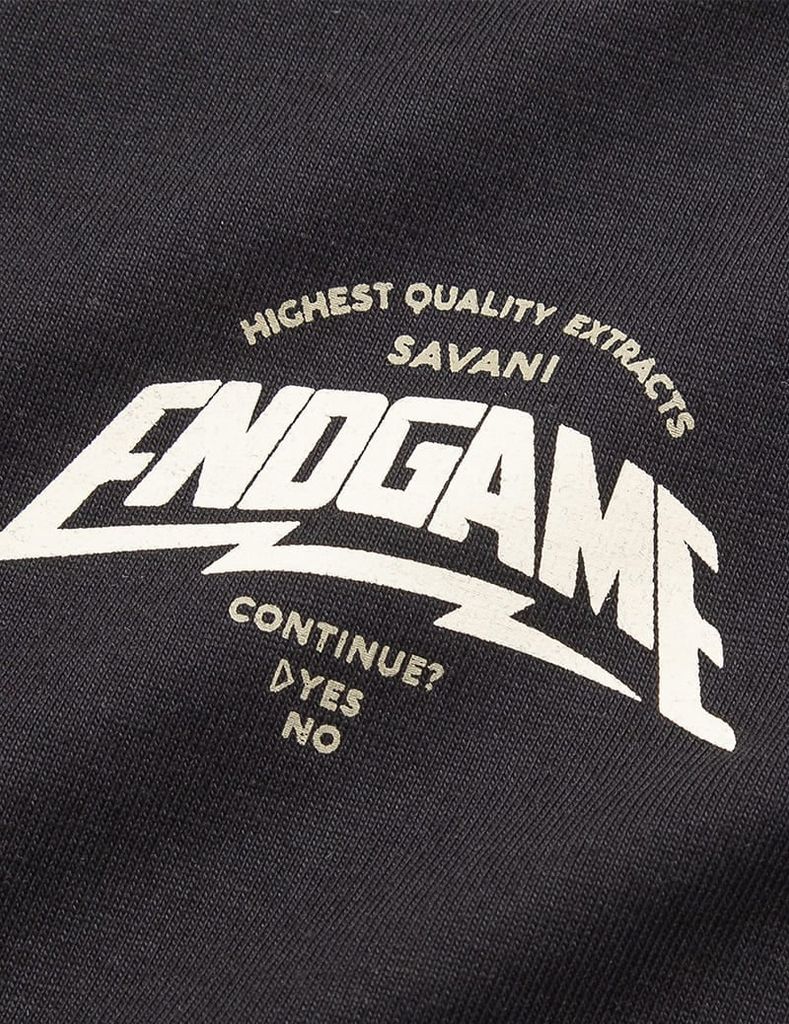 HIGHEST QUALITY EXTRACTS
SAVANI
ENDGAME
CONTINUE?
▷YES
NO